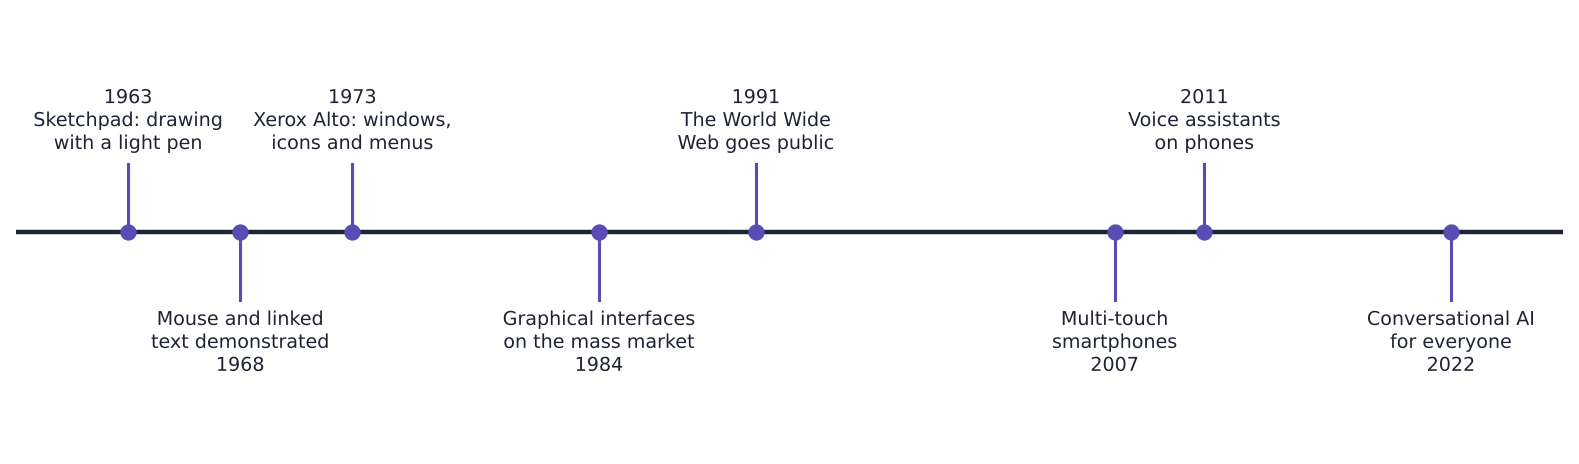 1963
Sketchpad: drawing
with a light pen
Mouse and linked
text demonstrated
1968
1973
Xerox Alto: windows,
icons and menus
Graphical interfaces
on the mass market
1984
1991
The World Wide
Web goes public
Multi-touch
smartphones
2007
2011
Voice assistants
on phones
Conversational AI
for everyone
2022